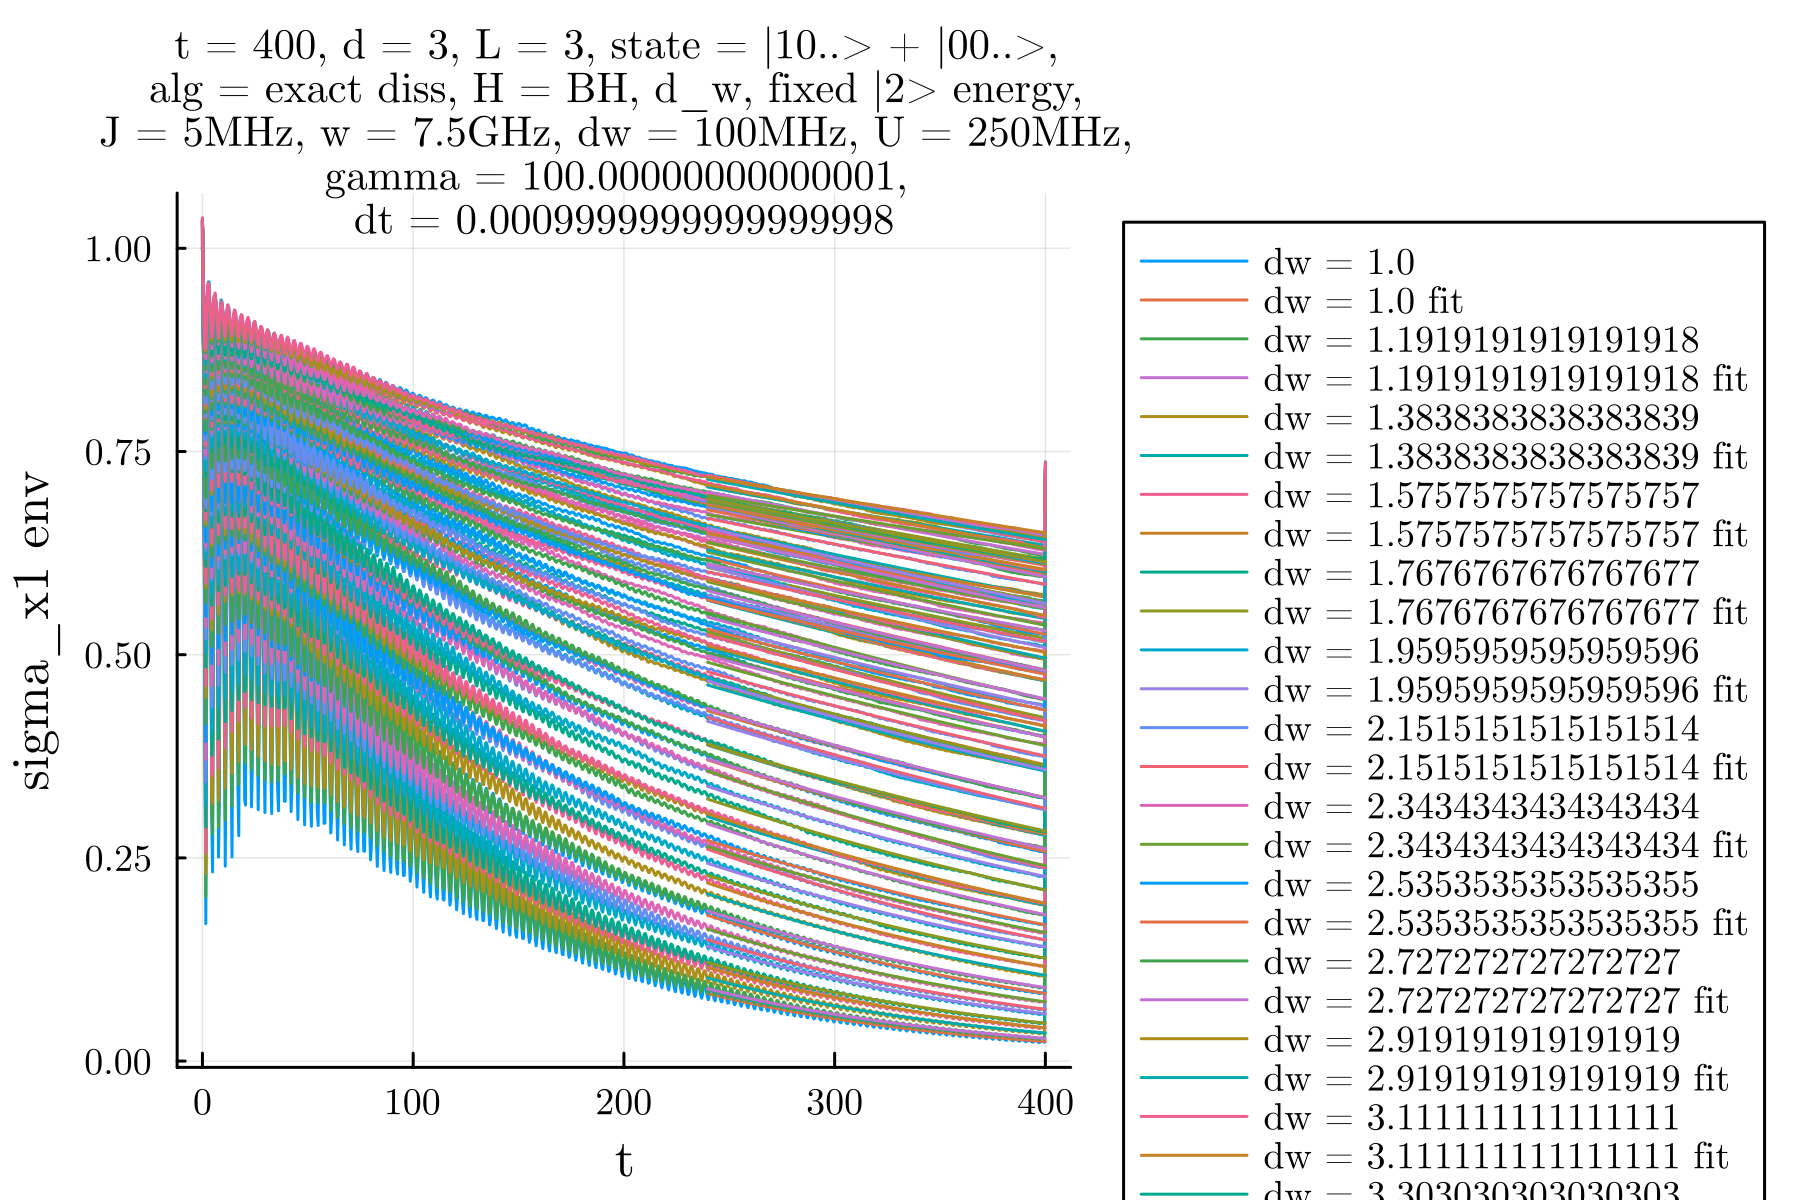 t = 400, d = 3, L = 3, state = |10..> + |00..>,
alg = exact diss, H = BH, d_w, fixed |2> energy,
J = 5MHz, w = 7.5GHz, dw = 100MHz, U = 250MHz,
gamma = 100.00000000000001,
dt = 0.0009999999999999998
1.00
0.75
0.50
0.25
0.00
sigma_x1 env
0
100
200
300
400
t
dw = 1.0
dw = 1.0 fit
dw = 1.1919191919191918
dw = 1.1919191919191918 fit
dw = 1.3838383838383839
dw = 1.3838383838383839 fit
dw = 1.5757575757575757
dw = 1.5757575757575757 fit
dw = 1.7676767676767677
dw = 1.7676767676767677 fit
dw = 1.9595959595959596
dw = 1.9595959595959596 fit
dw = 2.1515151515151514
dw = 2.1515151515151514 fit
dw = 2.3434343434343434
dw = 2.3434343434343434 fit
dw = 2.5353535353535355
dw = 2.5353535353535355 fit
dw = 2.727272727272727
dw = 2.727272727272727 fit
dw = 2.919191919191919
dw = 2.919191919191919 fit
dw = 3.111111111111111
dw = 3.111111111111111 fit
dw = 3.303030303030303